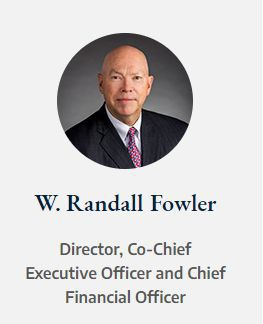 W. Randall Fowler
Director, Co-Chief
Executive Officer and Chief
Financial Officer